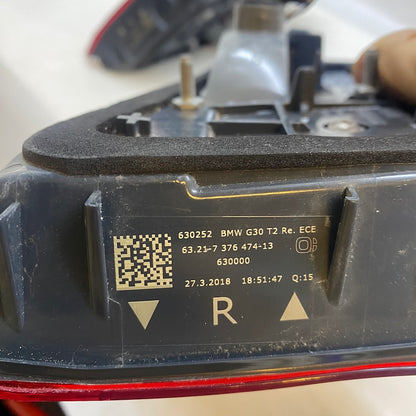 630252 BMW G30 T2 Re. ECE
63.21-7 376 474-13
630000
27.3.2018 18:51:47 Q:15
R